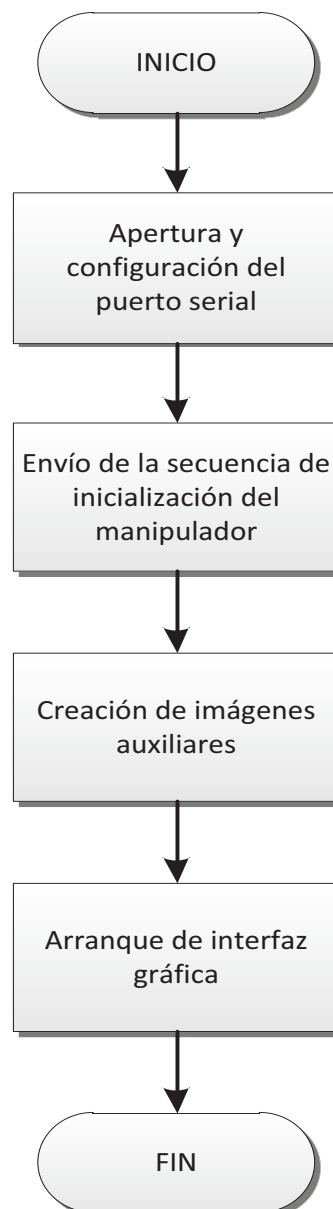 INICIO
Apertura y
configuración del
puerto serial
Envío de la secuencia de
inicialización del
manipulador
Creación de imágenes
auxiliares
Arranque de interfaz
gráfica
FIN